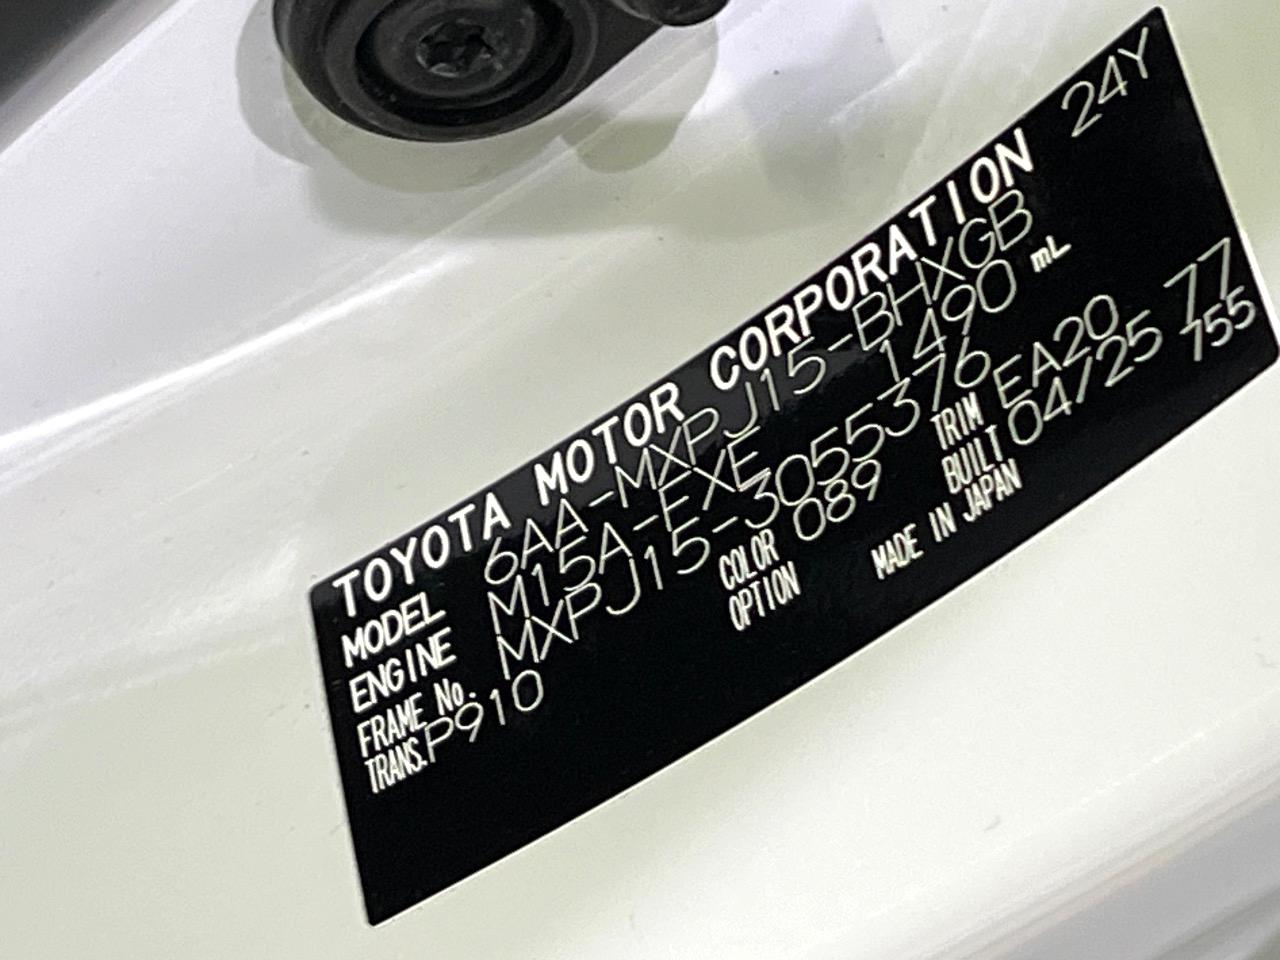 TOYOTA MOTOR CORPORATION 24Y
MODEL 6AA-MXPJ15-BHXGB
ENGINE M15A-FXE 1490 mL
FRAME No. MXPJ15-3055376
TRANS. P910 COLOR 089 TRIM EA20 77
OPTION BUILT 04/25 755
MADE IN JAPAN